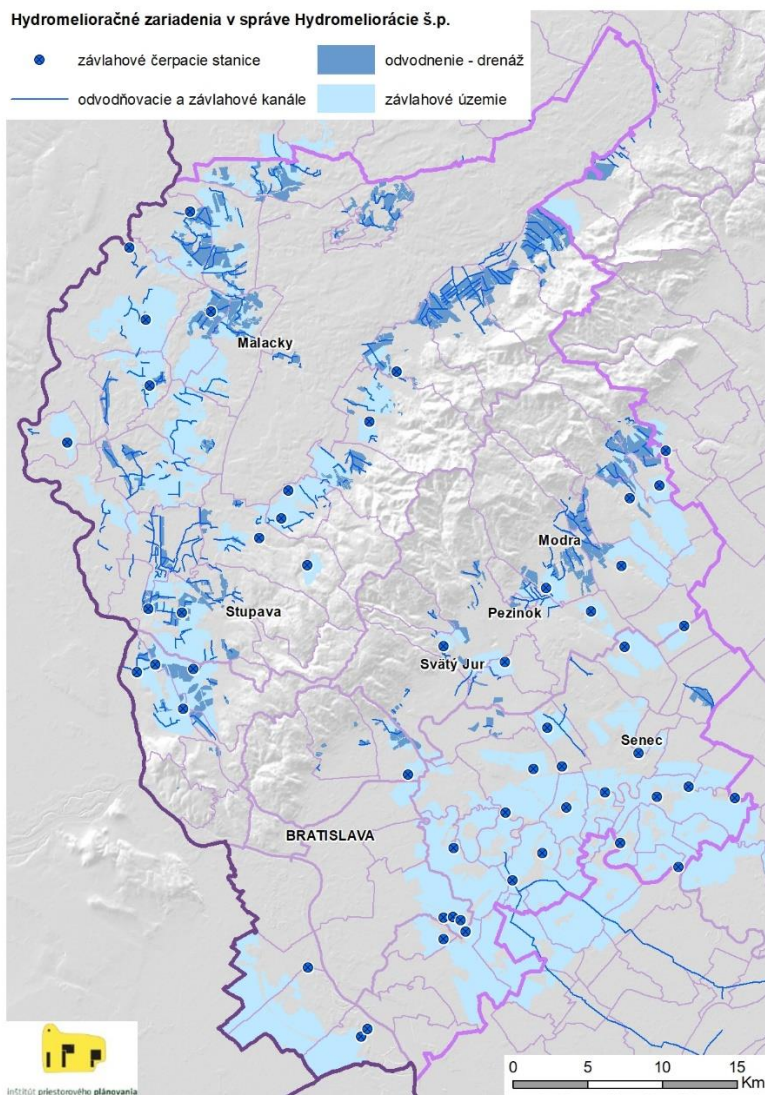 Hydromelioračné zariadenia v správe Hydromeliorácie š.p.
závlahové čerpacie stanice
odvodnenie - drenáž
odvodňovacie a závlahové kanále
závlahové územie
Malacky
Modra
Stupava
Pezinok
Svätý Jur
Senec
BRATISLAVA
inštitút priestorového plánovania
0 5 10 15
Km